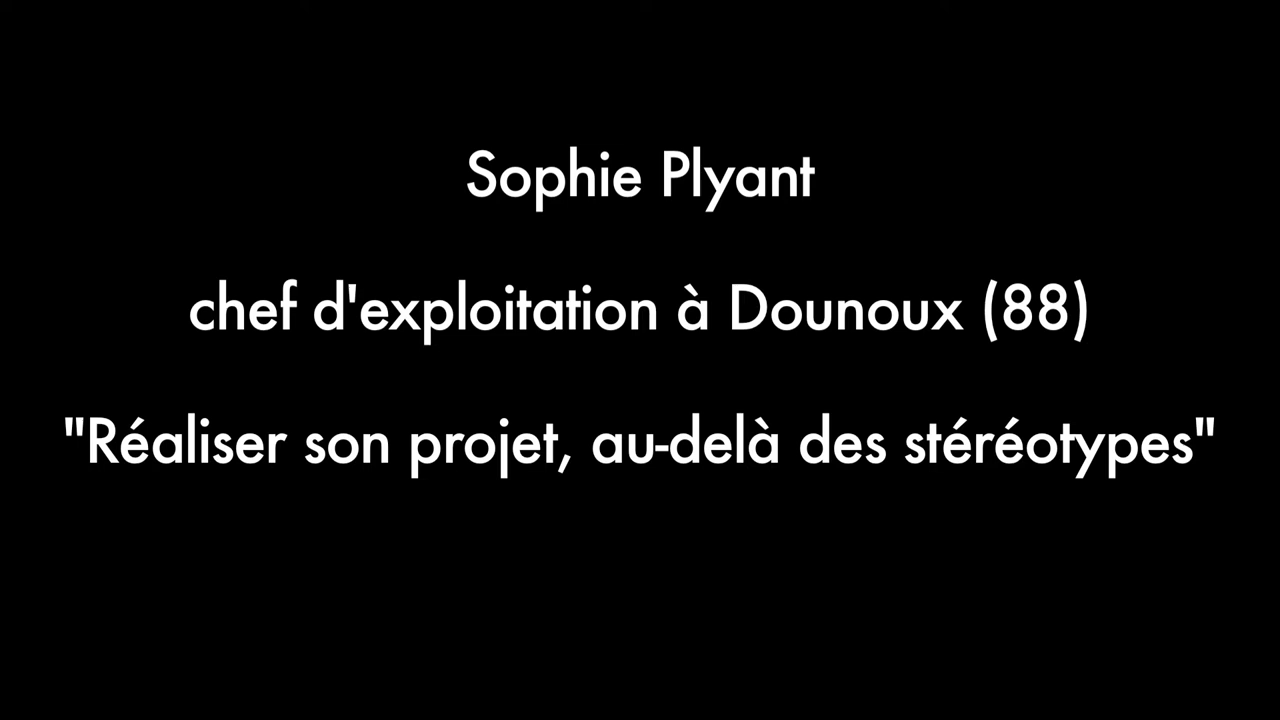 Sophie Plyant
chef d'exploitation à Dounoux (88)
"Réaliser son projet, au-delà des stéréotypes"